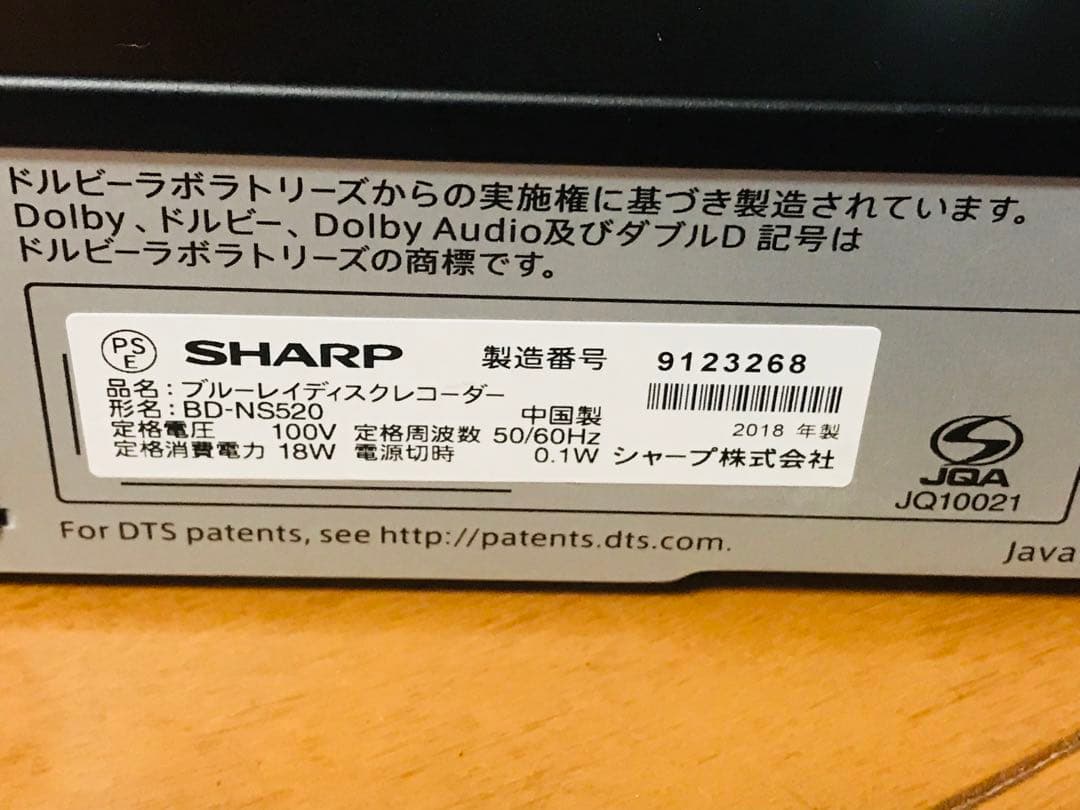 ドルビーラボラトリーズからの実施権に基づき製造されています。
Dolby、ドルビー、Dolby Audio及びダブルD 記号は
ドルビーラボラトリーズの商標です。
PSE SHARP 製造番号 9123268
品名：ブルーレイディスクレコーダー
形名：BD-NS520 中国製
定格電圧 100V 定格周波数 50/60Hz 2018 年製
定格消費電力 18W 電源切時 0.1W シャープ株式会社
JQA
JQ10021
For DTS patents, see http://patents.dts.com.
Java